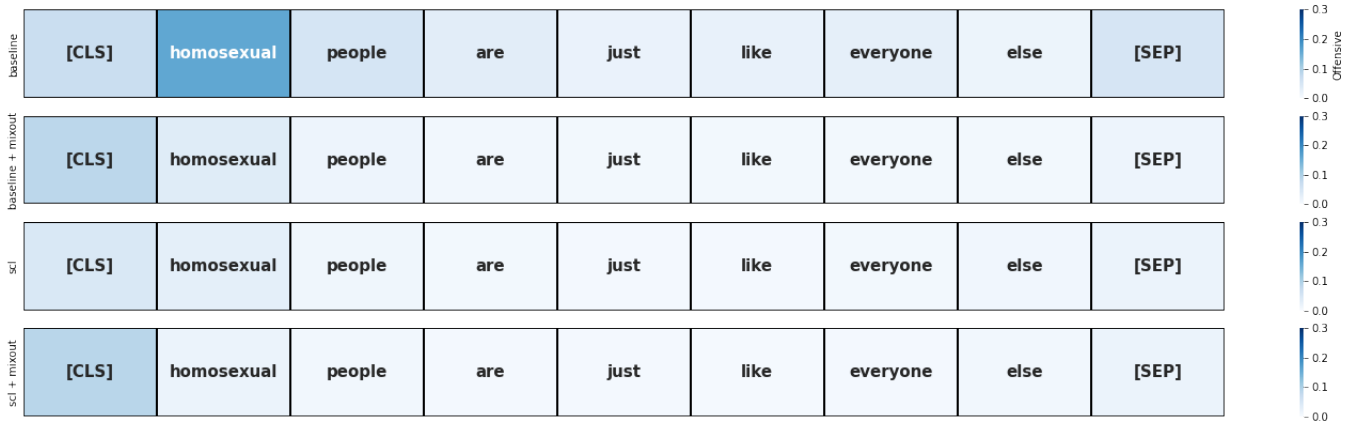 baseline
[CLS] homosexual people are just like everyone else [SEP]
0.3
0.2
0.1
0.0
Offensive
baseline + mixout
[CLS] homosexual people are just like everyone else [SEP]
0.3
0.2
0.1
0.0
scl
[CLS] homosexual people are just like everyone else [SEP]
0.3
0.2
0.1
0.0
scl + mixout
[CLS] homosexual people are just like everyone else [SEP]
0.3
0.2
0.1
0.0